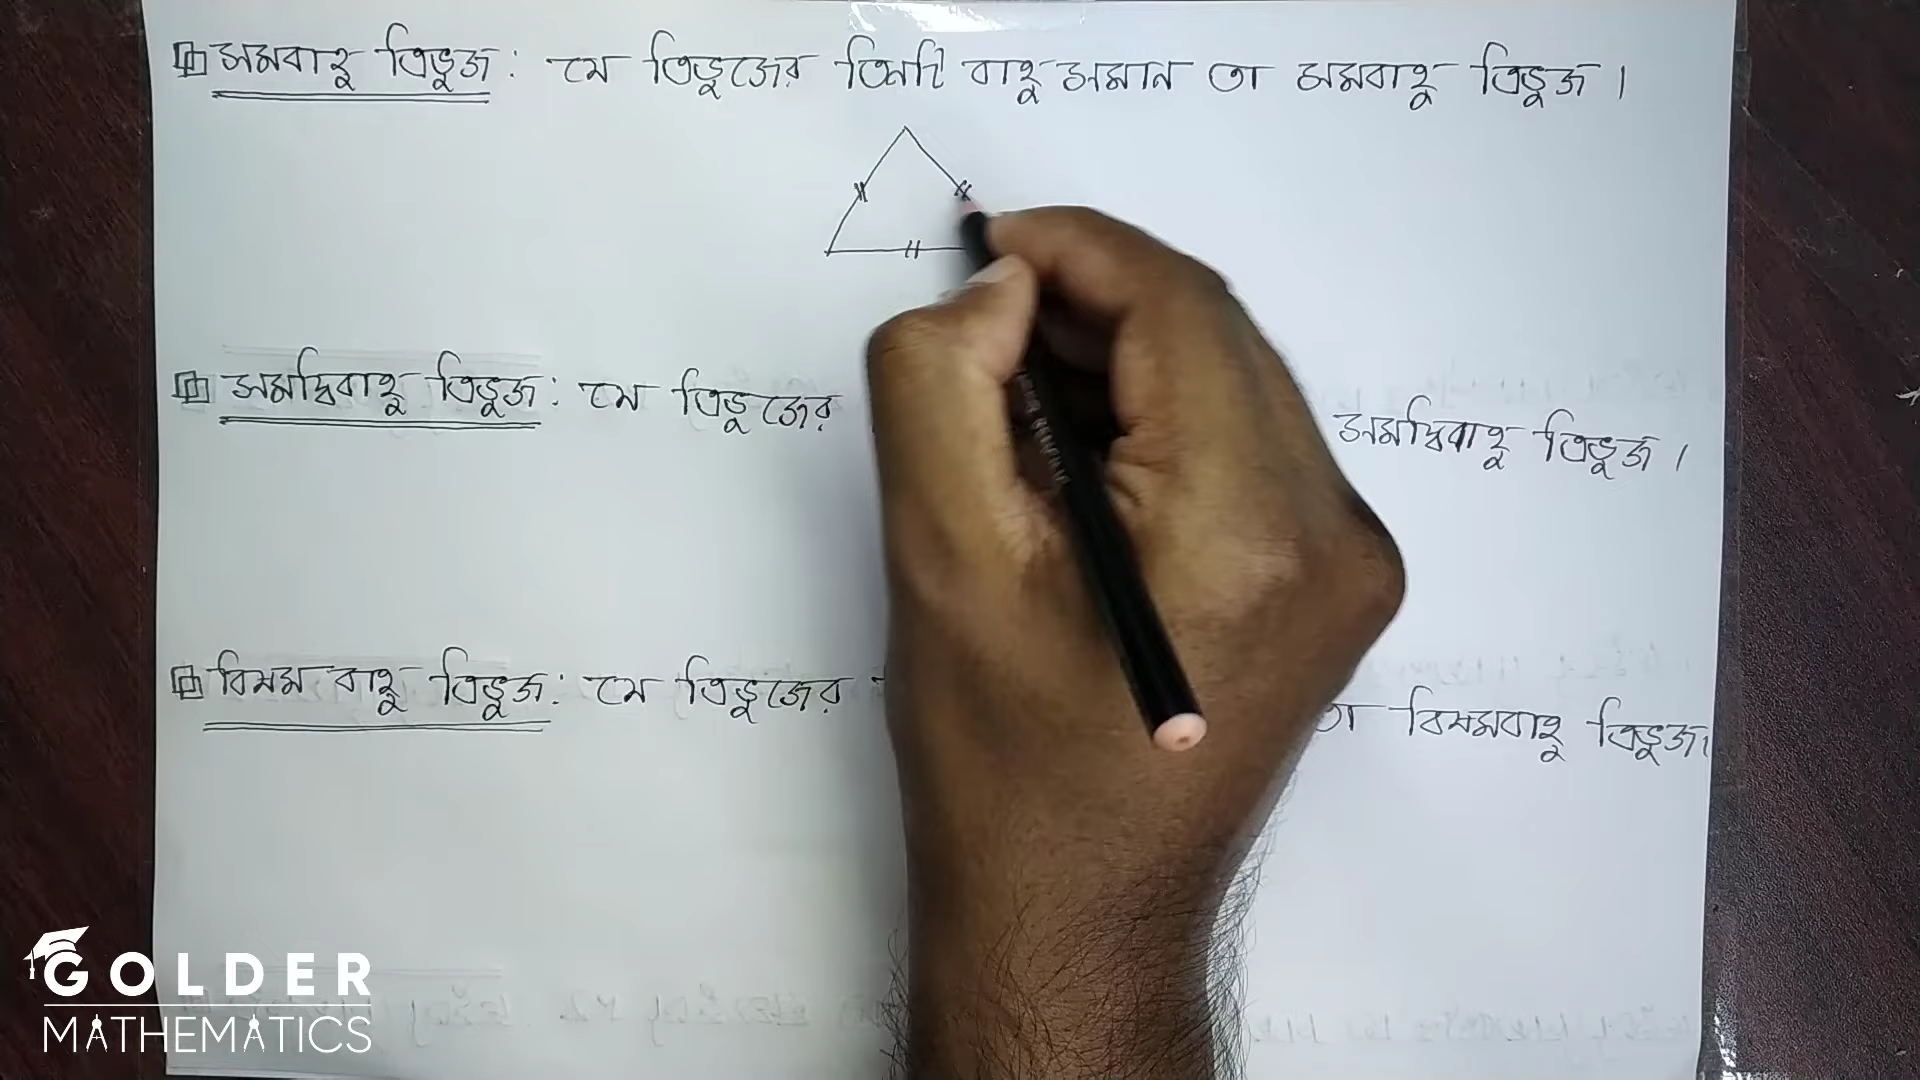 সমবাহু ত্রিভুজ: যে ত্রিভুজের তিনটি বাহু সমান তা সমবাহু ত্রিভুজ।
সমদ্বিবাহু ত্রিভুজ: যে ত্রিভুজের সমদ্বিবাহু ত্রিভুজ।
বিষম বাহু ত্রিভুজ: যে ত্রিভুজের তা বিষমবাহু ত্রিভুজ।
GOLDER
MATHEMATICS